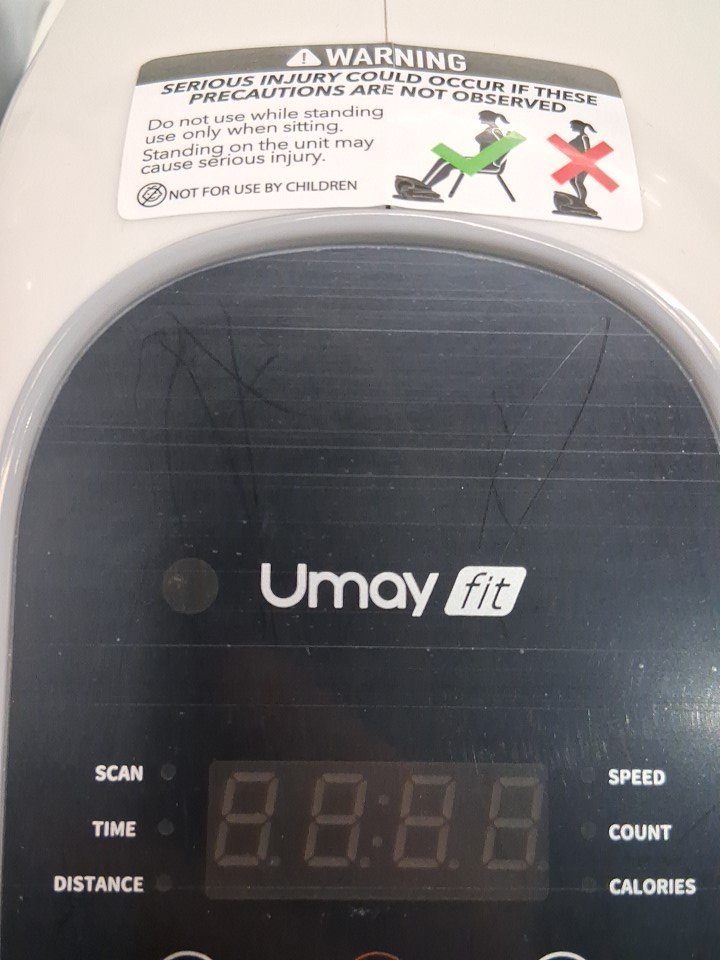 WARNING
SERIOUS INJURY COULD OCCUR IF THESE
PRECAUTIONS ARE NOT OBSERVED
Do not use while standing
use only when sitting.
Standing on the unit may
cause serious injury.
NOT FOR USE BY CHILDREN
Umay fit
SCAN
TIME
DISTANCE
SPEED
COUNT
CALORIES